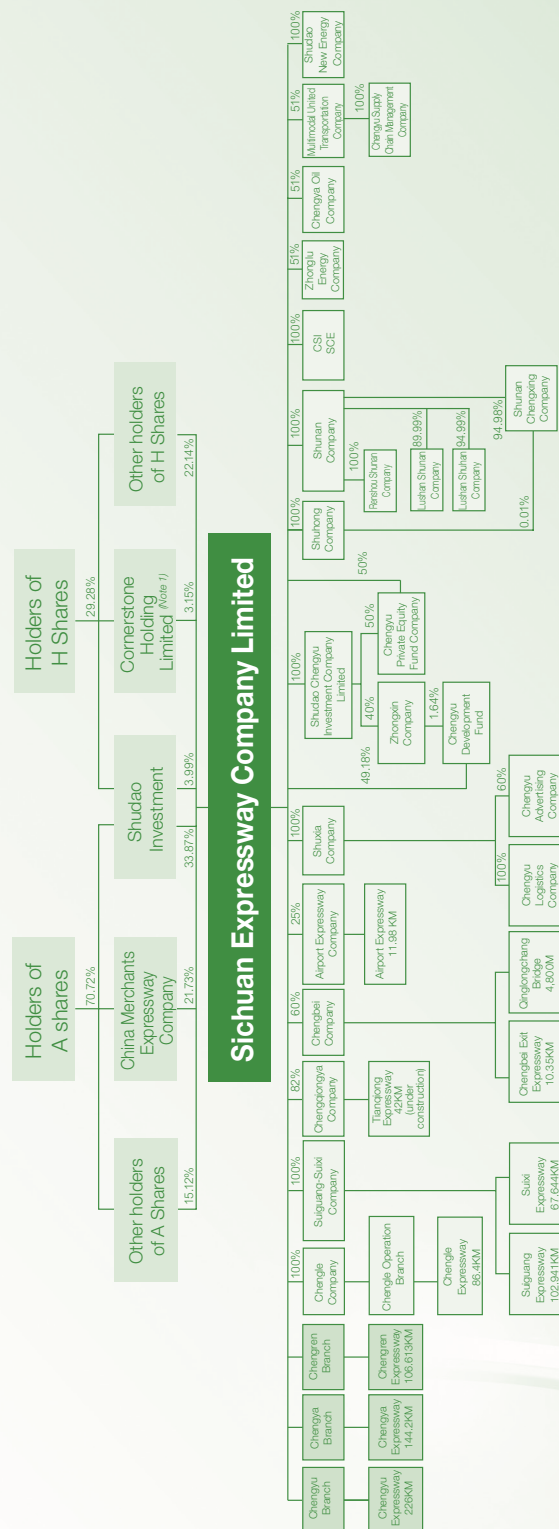 Holders of
A shares
Holders of
H Shares
70.72%
29.28%
Other holders
of A Shares
China Merchants
Expressway
Company
Shudao
Investment
Cornerstone
Holding
Limited (Note 1)
Other holders
of H Shares
15.12%
21.73%
33.87%
3.99%
3.15%
22.14%
Sichuan Expressway Company Limited
Chengyu
Branch
Chengyu
Expressway
226KM
Chengya
Branch
Chengya
Expressway
144.2KM
Chengren
Branch
Chengren
Expressway
106.613KM
100%
Chengle
Company
Chengle Operation
Branch
Chengle
Expressway
86.4KM
100%
Suiguang-Suixi
Company
Suiguang
Expressway
102.941KM
Suixi
Expressway
67.644KM
82%
Chengqiongya
Company
Tianqiong
Expressway
42KM
(under
construction)
60%
Chengbei
Company
Chengbei Exit
Expressway
10.35KM
Qinglongchang
Bridge
4,800M
25%
Airport Expressway
Company
Airport Expressway
11.98 KM
100%
Shuxia
Company
100%
Chengyu
Logistics
Company
60%
Chengyu
Advertising
Company
100%
Shudao Chengyu
Investment Company
Limited
40%
50%
50%
Zhongxin
Company
Chengyu
Private Equity
Fund Company
49.18%
1.64%
Chengyu
Development
Fund
100%
Shuhong
Company
0.01%
100%
Shunan
Company
100%
Renshou Shunan
Company
89.99%
Lushan Shunan
Company
94.99%
Lushan Shuhan
Company
94.98%
Shunan
Chengxing
Company
100%
CSI
SCE
51%
Zhonglu
Energy
Company
51%
Chengya Oil
Company
51%
Multimodal United
Transportation
Company
100%
Chengyu Supply
Chain Management
Company
100%
Shudao
New Energy
Company